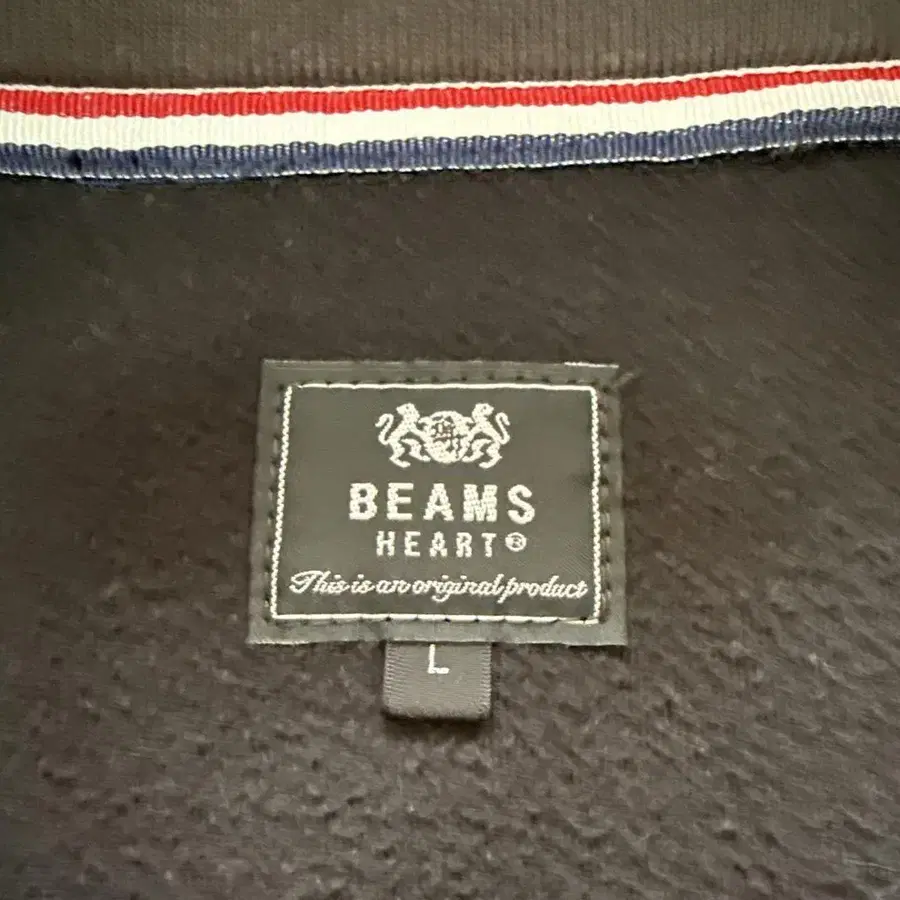 BEAMS
HEART®
This is an original product
L